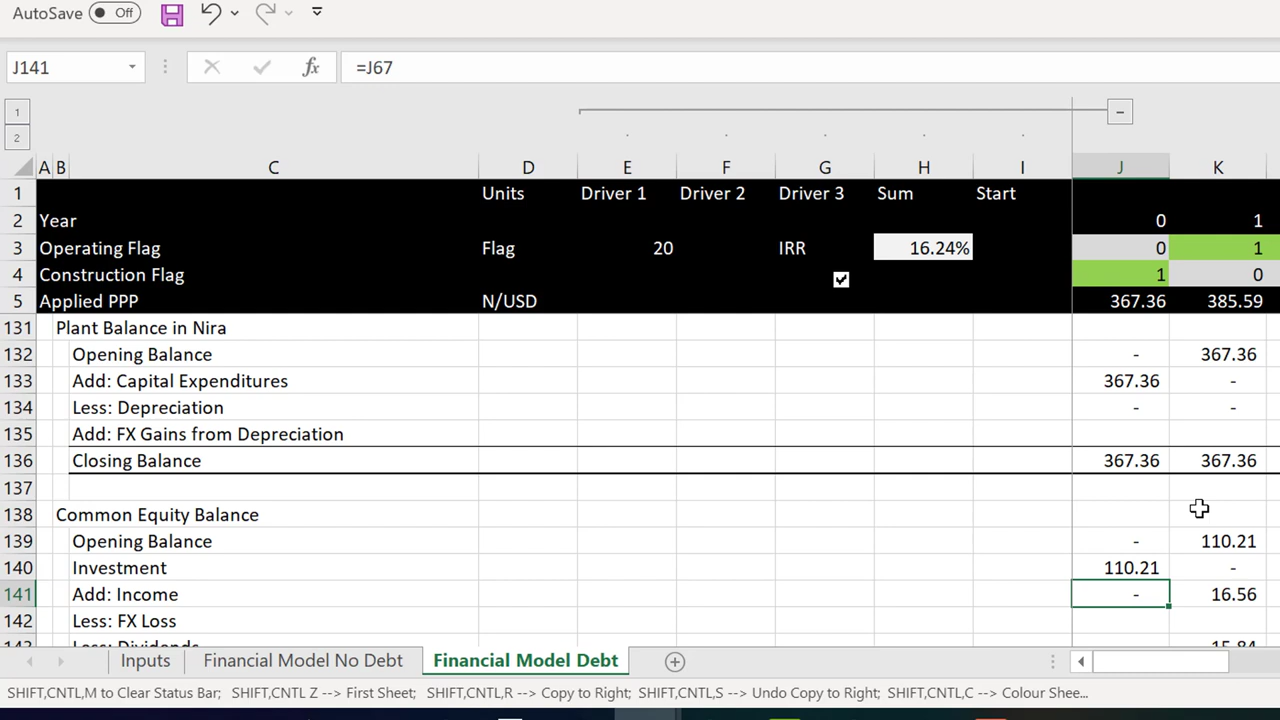 AutoSave Off
J141 fx =J67
1
2
A B C D E F G H I J K
1 Units Driver 1 Driver 2 Driver 3 Sum Start
2 Year 0 1
3 Operating Flag Flag 20 IRR 16.24% 0 1
4 Construction Flag 1 0
5 Applied PPP N/USD 367.36 385.59
131 Plant Balance in Nira
132 Opening Balance - 367.36
133 Add: Capital Expenditures 367.36 -
134 Less: Depreciation - -
135 Add: FX Gains from Depreciation
136 Closing Balance 367.36 367.36
137
138 Common Equity Balance
139 Opening Balance - 110.21
140 Investment 110.21 -
141 Add: Income - 16.56
142 Less: FX Loss
143 Less: Dividends 15.84
Inputs Financial Model No Debt Financial Model Debt
SHIFT,CNTL,M to Clear Status Bar; SHIFT,CNTL Z --> First Sheet; SHIFT,CNTL,R --> Copy to Right; SHIFT,CNTL,S --> Undo Copy to Right; SHIFT,CNTL,C --> Colour Shee...